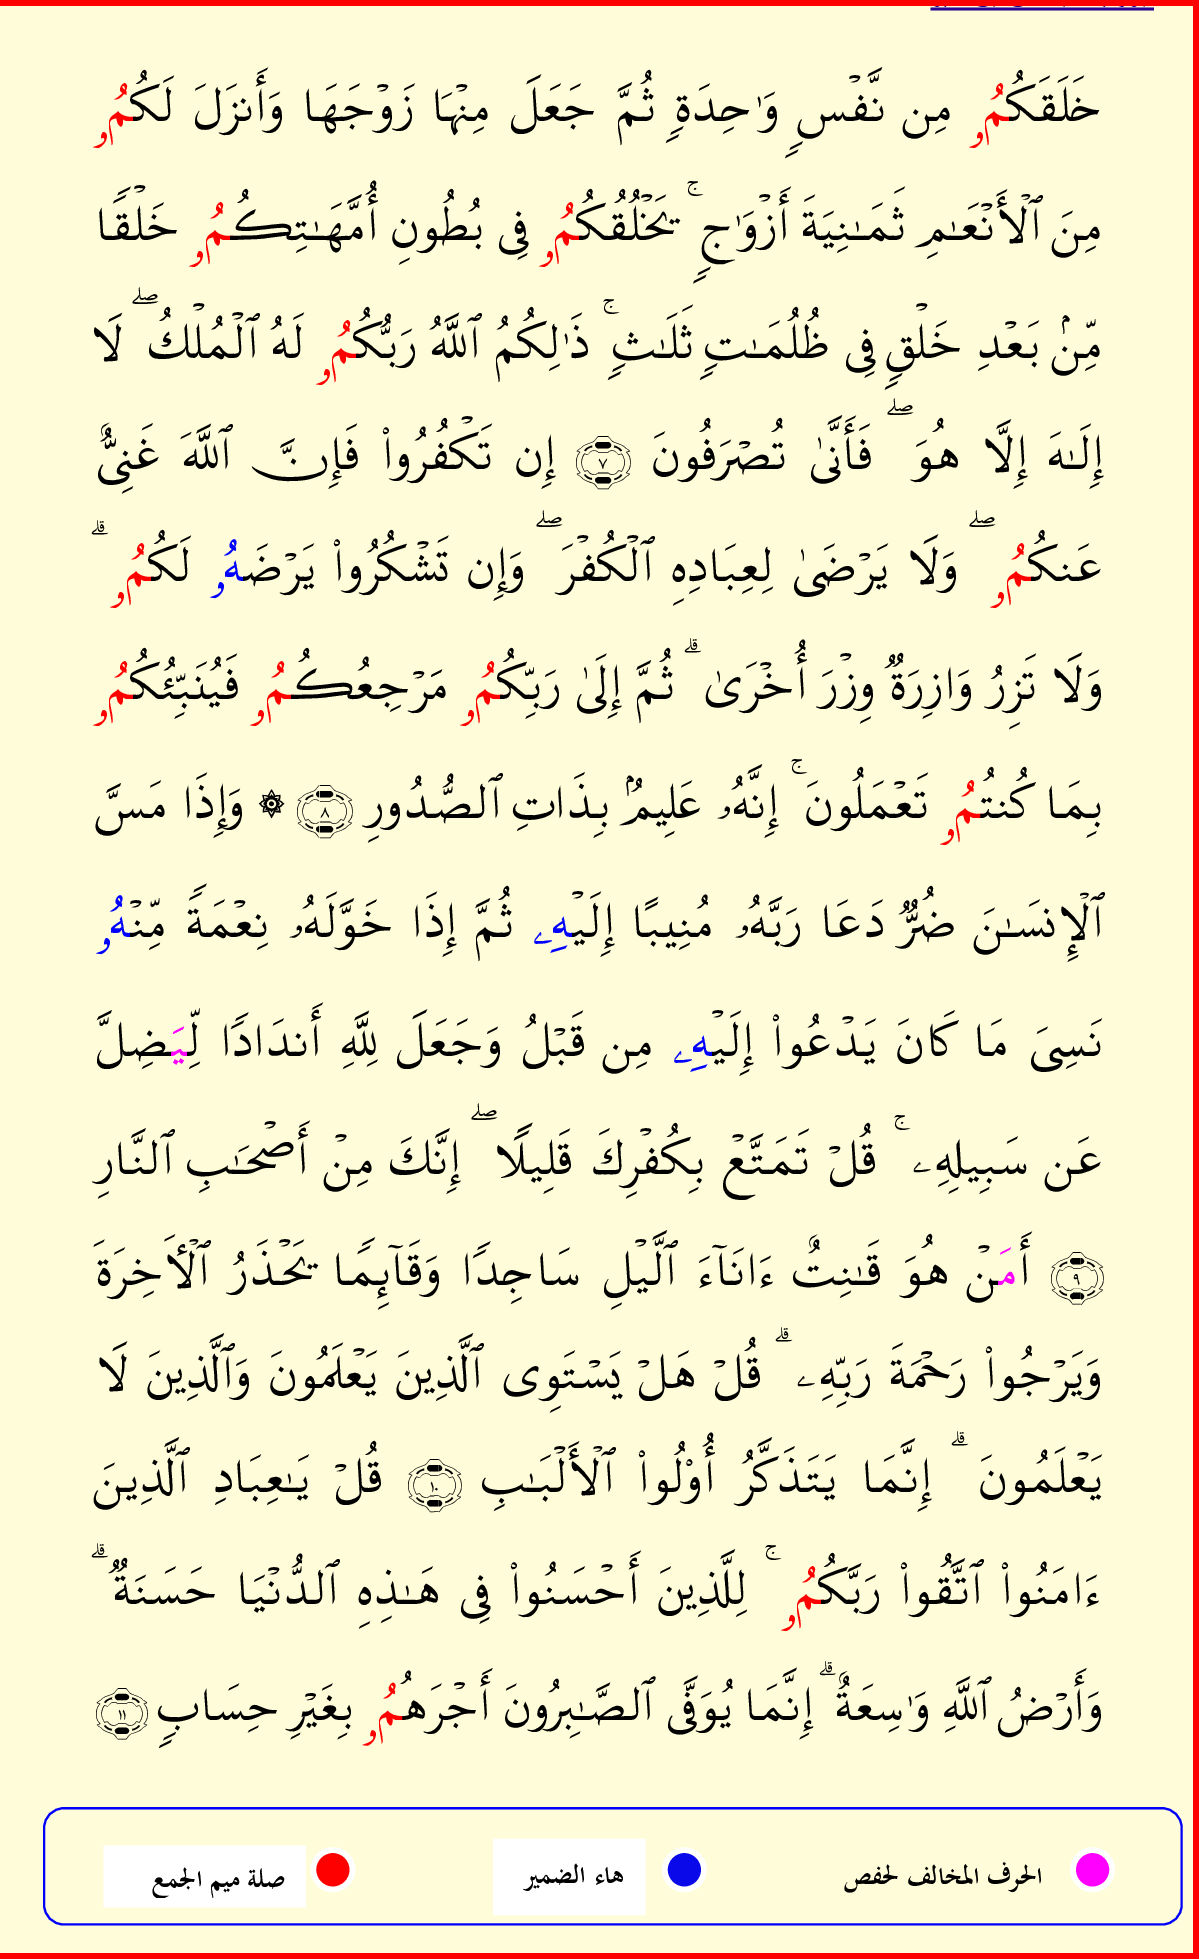 خَلَقَكُمُۥ مِن نَّفْسٍ وَٰحِدَةٍ ثُمَّ جَعَلَ مِنْهَا زَوْجَهَا وَأَنزَلَ لَكُمُۥ
مِنَ ٱلْأَنْعَـٰمِ ثَمَـٰنِيَةَ أَزْوَٰجٍ ۚ يَخْلُقُكُمُۥ فِى بُطُونِ أُمَّهَـٰتِكُمُۥ خَلْقًا
مِّنۢ بَعْدِ خَلْقٍ فِى ظُلُمَـٰتٍ ثَلَـٰثٍ ۚ ذَٰلِكُمُ ٱللَّهُ رَبُّكُمُۥ لَهُ ٱلْمُلْكُ ۖ لَا
إِلَـٰهَ إِلَّا هُوَ ۖ فَأَنَّىٰ تُصْرَفُونَ ٧ إِن تَكْفُرُوا۟ فَإِنَّ ٱللَّهَ غَنِىٌّ
عَنكُمُۥ ۖ وَلَا يَرْضَىٰ لِعِبَادِهِ ٱلْكُفْرَ ۖ وَإِن تَشْكُرُوا۟ يَرْضَهُۥ لَكُمُۥ ۗ
وَلَا تَزِرُ وَازِرَةٌ وِزْرَ أُخْرَىٰ ۗ ثُمَّ إِلَىٰ رَبِّكُمُۥ مَرْجِعُكُمُۥ فَيُنَبِّئُكُمُۥ
بِمَا كُنتُمُۥ تَعْمَلُونَ ۚ إِنَّهُۥ عَلِيمٌۢ بِذَاتِ ٱلصُّدُورِ ٨ ۞ وَإِذَا مَسَّ
ٱلْإِنسَـٰنَ ضُرٌّ دَعَا رَبَّهُۥ مُنِيبًا إِلَيْهِۦ ثُمَّ إِذَا خَوَّلَهُۥ نِعْمَةً مِّنْهُۥ
نَسِىَ مَا كَانَ يَدْعُوا۟ إِلَيْهِۦ مِن قَبْلُ وَجَعَلَ لِلَّهِ أَندَادًا لِّيَضِلَّ
عَن سَبِيلِهِۦ ۚ قُلْ تَمَتَّعْ بِكُفْرِكَ قَلِيلًا ۖ إِنَّكَ مِنْ أَصْحَـٰبِ ٱلنَّارِ
٩ أَمَنْ هُوَ قَـٰنِتٌ ءَانَآءَ ٱلَّيْلِ سَاجِدًا وَقَآئِمًا يَحْذَرُ ٱلْأَخِرَةَ
وَيَرْجُوا۟ رَحْمَةَ رَبِّهِۦ ۗ قُلْ هَلْ يَسْتَوِى ٱلَّذِينَ يَعْلَمُونَ وَٱلَّذِينَ لَا
يَعْلَمُونَ ۗ إِنَّمَا يَتَذَكَّرُ أُو۟لُوا۟ ٱلْأَلْبَـٰبِ ١٠ قُلْ يَـٰعِبَادِ ٱلَّذِينَ
ءَامَنُوا۟ ٱتَّقُوا۟ رَبَّكُمُۥ ۚ لِلَّذِينَ أَحْسَنُوا۟ فِى هَـٰذِهِ ٱلدُّنْيَا حَسَنَةٌ ۗ
وَأَرْضُ ٱللَّهِ وَٰسِعَةٌ ۗ إِنَّمَا يُوَفَّى ٱلصَّـٰبِرُونَ أَجْرَهُمُۥ بِغَيْرِ حِسَابٍ ١١
الحرف المخالف لحفص هاء الضمير صلة ميم الجمع